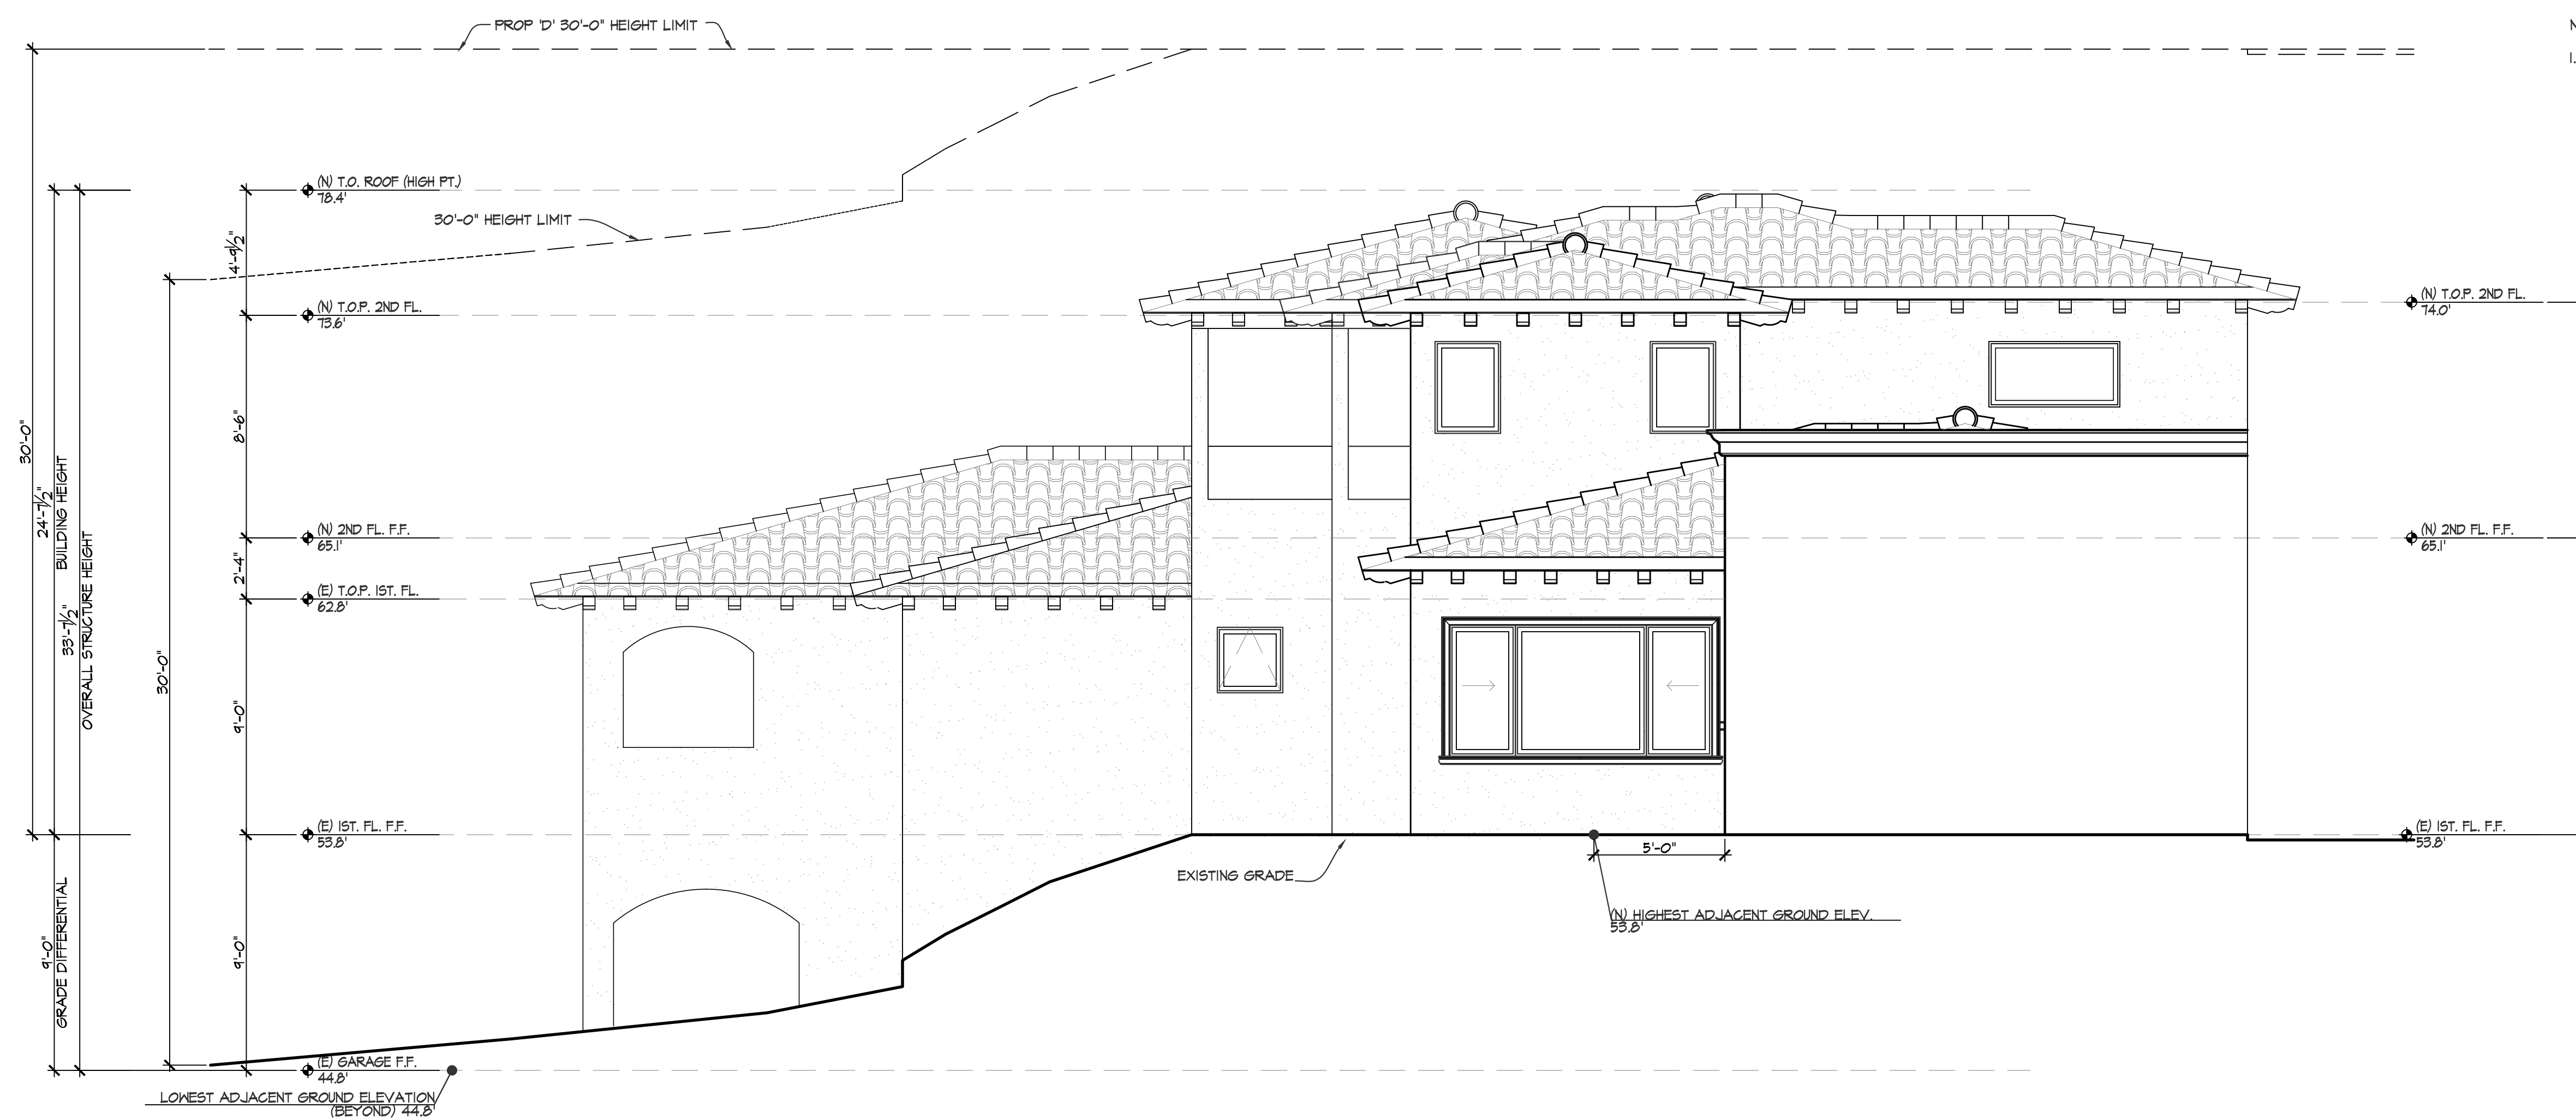 PROP 'D' 30'-0" HEIGHT LIMIT
N
1.
(N) T.O. ROOF (HIGH PT.)
78.4'
30'-0" HEIGHT LIMIT
4'-9½"
(N) T.O.P. 2ND FL.
73.6'
(N) T.O.P. 2ND FL.
74.0'
8'-6"
30'-0"
24'-7½"
BUILDING HEIGHT
(N) 2ND FL. F.F.
65.1'
(N) 2ND FL. F.F.
65.1'
2'-4"
(E) T.O.P. 1ST. FL.
62.8'
33'-7½"
OVERALL STRUCTURE HEIGHT
30'-0"
9'-0"
(E) 1ST. FL. F.F.
53.8'
(E) 1ST. FL. F.F.
53.8'
5'-0"
EXISTING GRADE
(N) HIGHEST ADJACENT GROUND ELEV.
53.8'
9'-0"
GRADE DIFFERENTIAL
9'-0"
(E) GARAGE F.F.
44.8'
LOWEST ADJACENT GROUND ELEVATION
(BEYOND) 44.8'